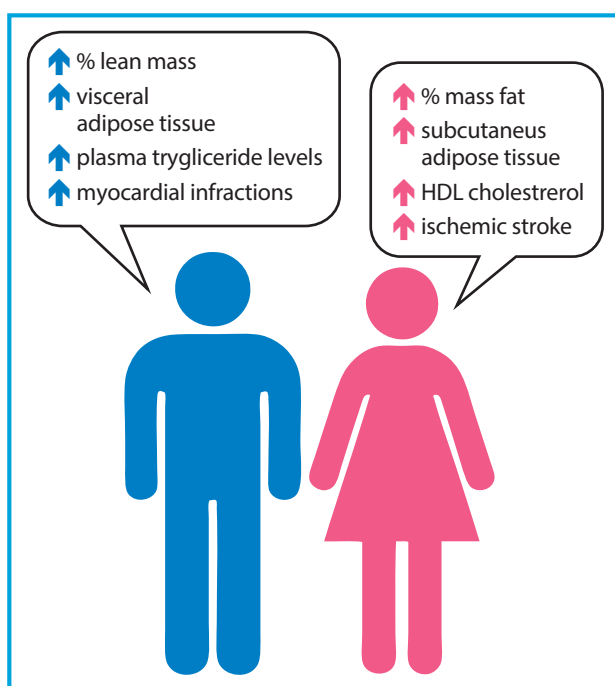 % lean mass
visceral
adipose tissue
plasma trygliceride levels
myocardial infractions
% mass fat
subcutaneus
adipose tissue
HDL cholestrerol
ischemic stroke